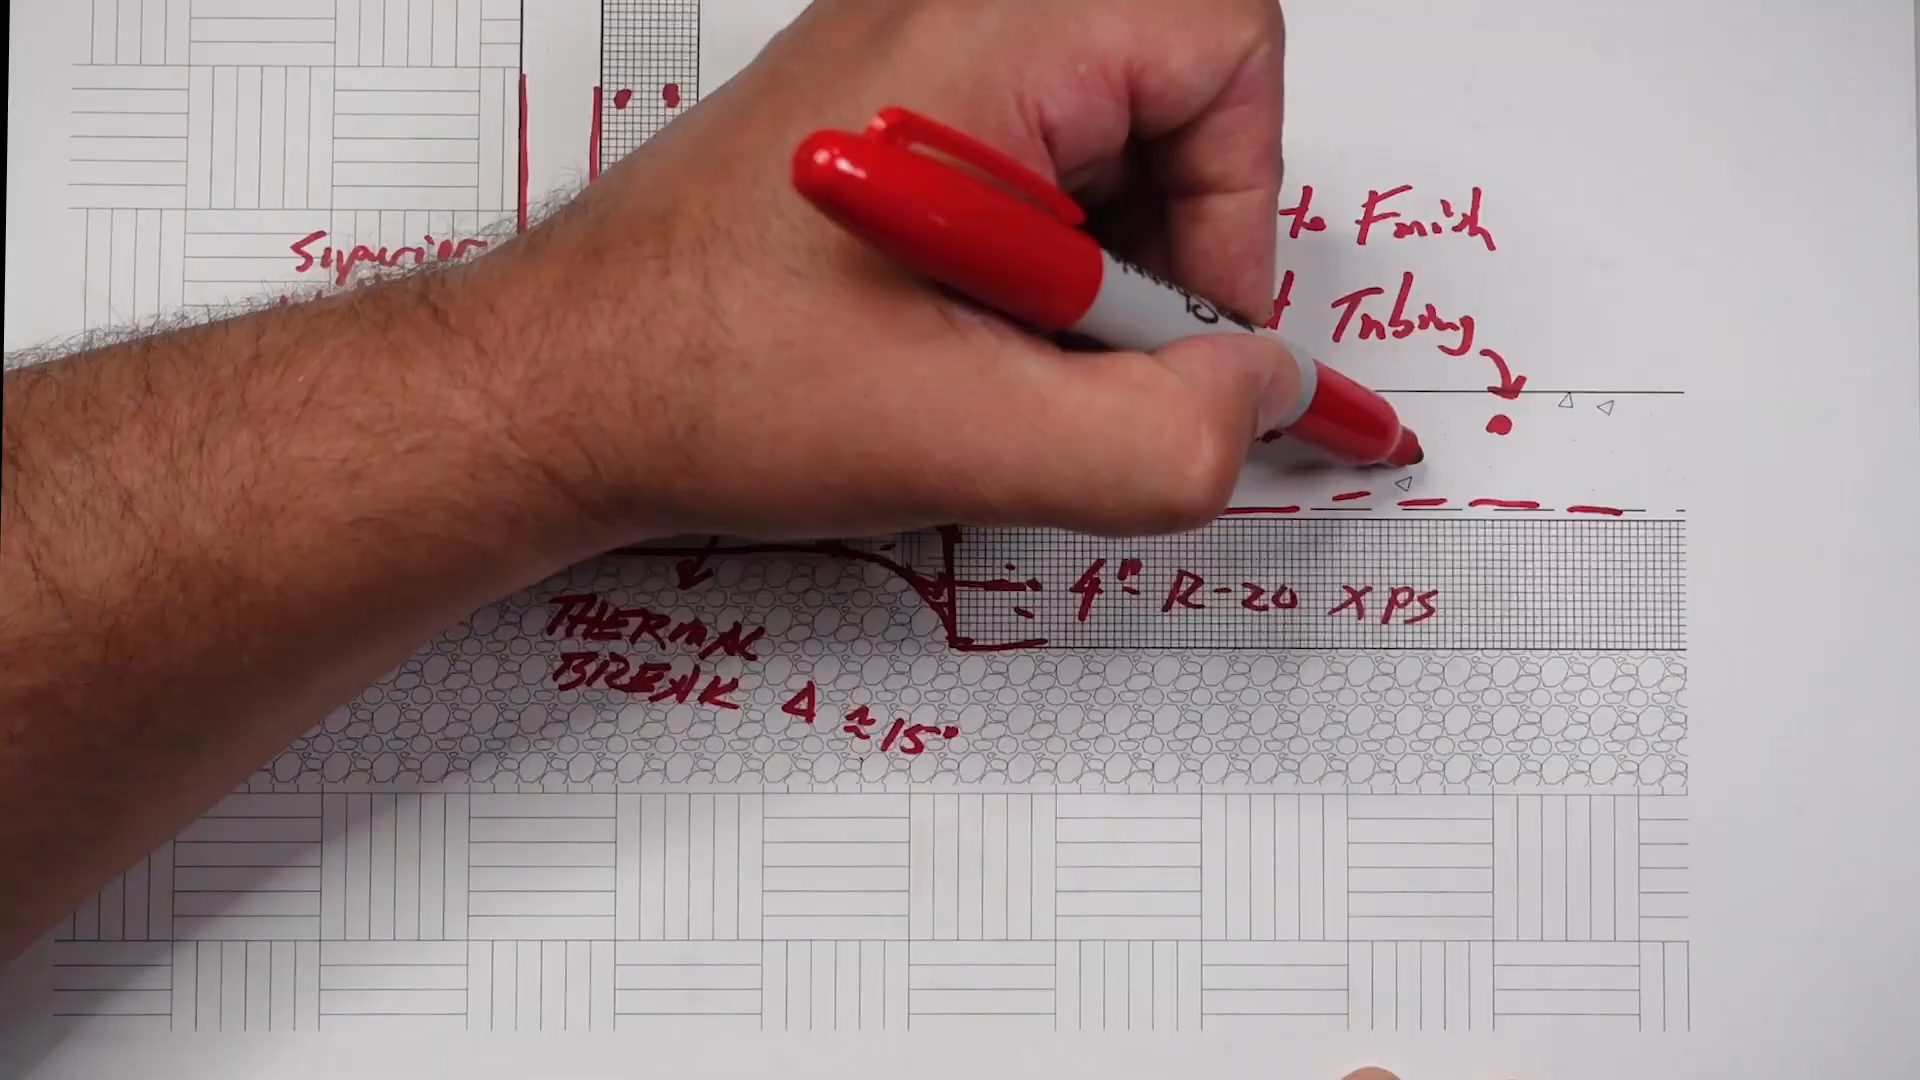 Superior
to Finish
Tubing
4" R-20 XPS
THERMAL
BREAK Δ ≈15°